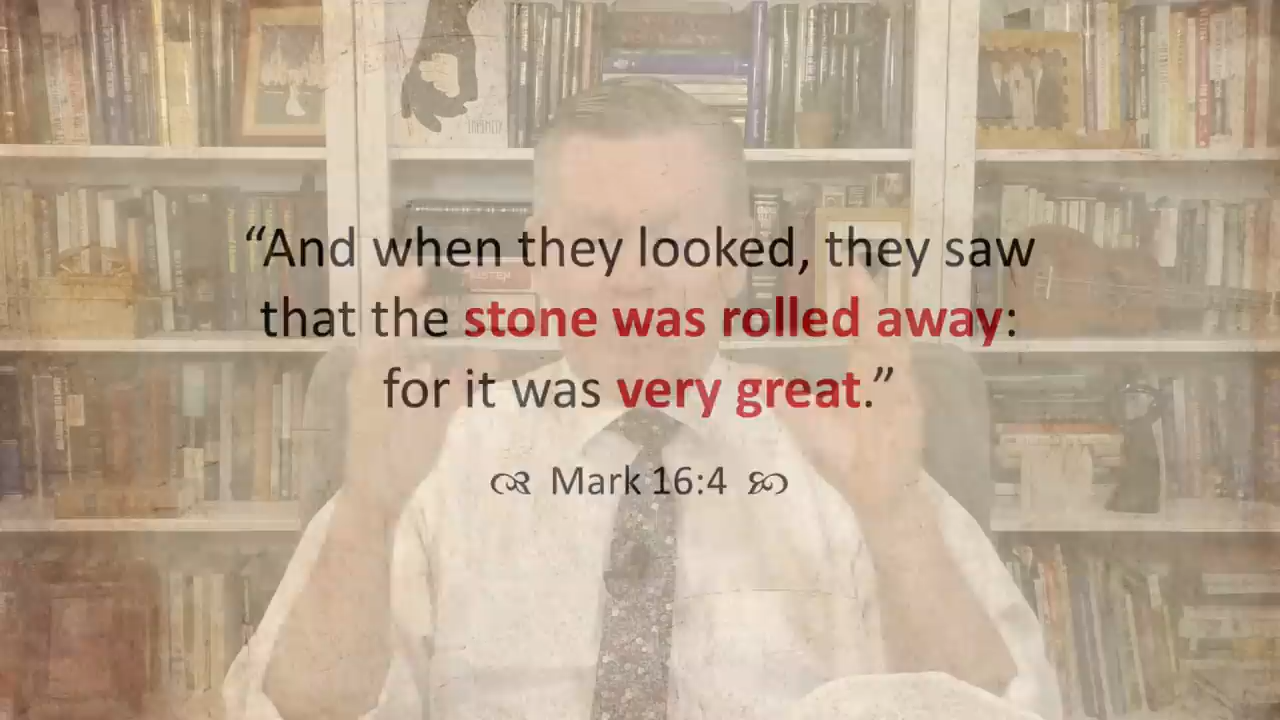 INFINITY
“And when they looked, they saw
that the stone was rolled away:
for it was very great.”
Mark 16:4